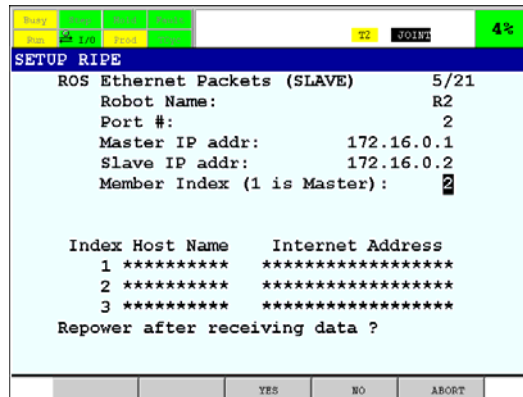 Busy Step Hold Fault
Run I/O Prod TCyc
T2 JOINT 4%
SETUP RIPE
ROS Ethernet Packets (SLAVE) 5/21
Robot Name: R2
Port #: 2
Master IP addr: 172.16.0.1
Slave IP addr: 172.16.0.2
Member Index (1 is Master): 2
Index Host Name Internet Address
1 ********** ******************
2 ********** ******************
3 ********** ******************
Repower after receiving data ?
YES NO ABORT